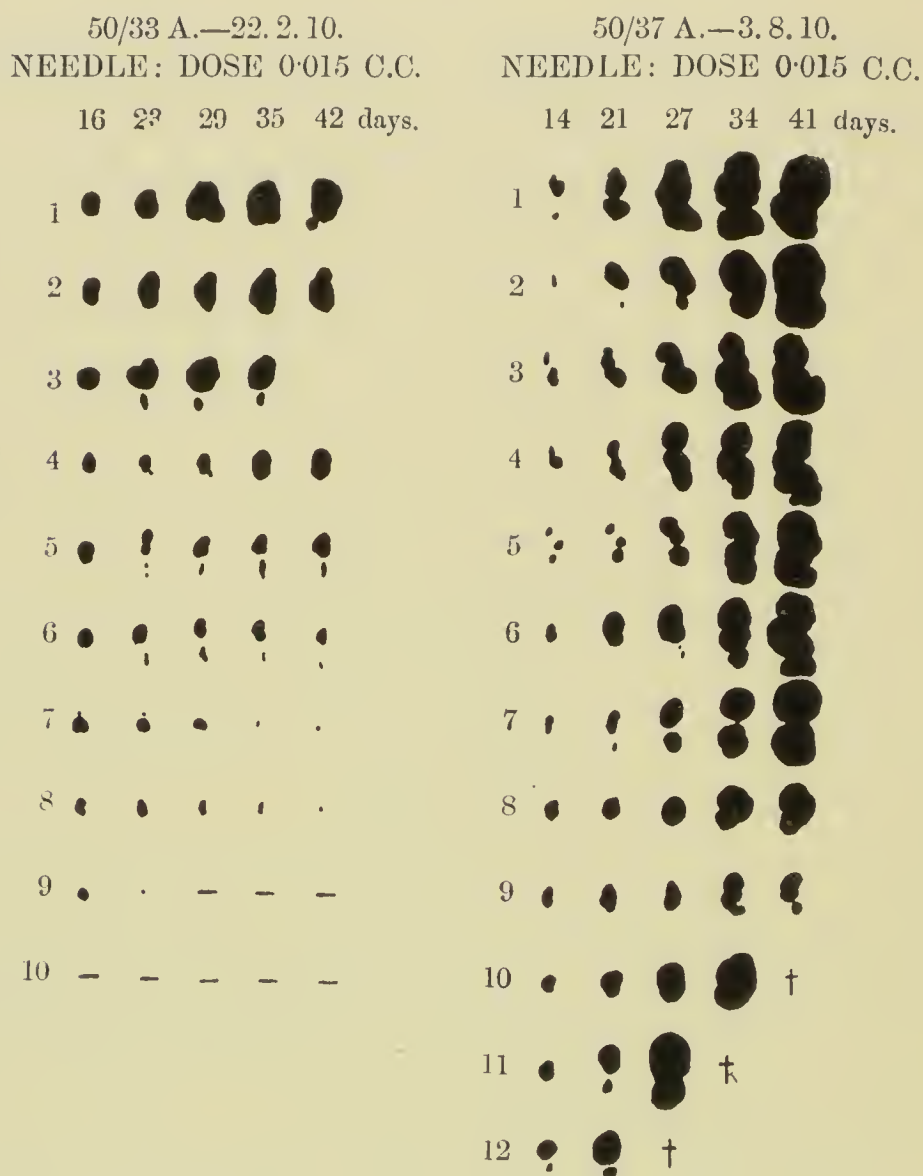 50/33 A.—22. 2. 10.
NEEDLE: DOSE 0·015 C.C.
16 23 29 35 42 days.
1
2
3
4
5
6
7
8
9 – – –
10 – – – – –
50/37 A.—3. 8. 10.
NEEDLE: DOSE 0·015 C.C.
14 21 27 34 41 days.
1
2
3
4
5
6
7
8
9
10 †
11 †
12 †